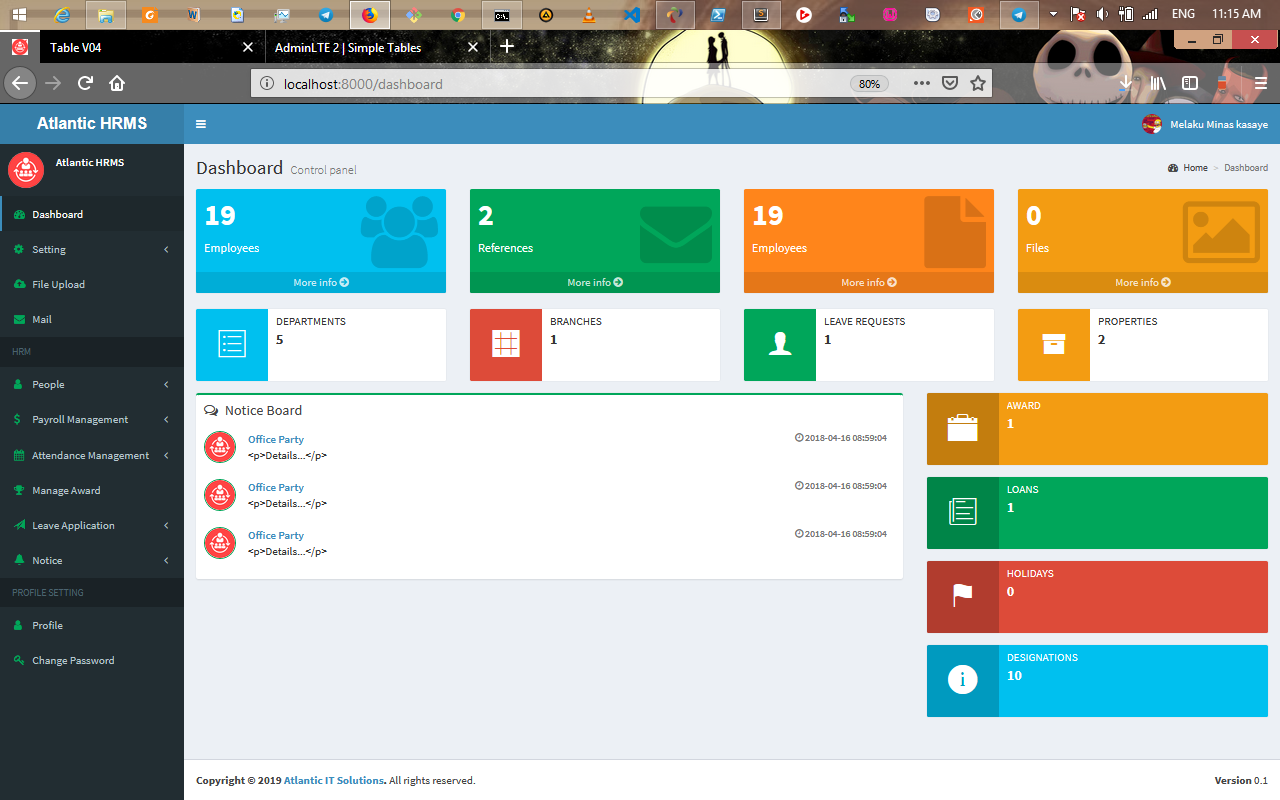 ENG 11:15 AM
Table V04
AdminLTE 2 | Simple Tables
localhost:8000/dashboard 80%
Atlantic HRMS
Melaku Minas kasaye
Atlantic HRMS
Dashboard
Setting
File Upload
Mail
HRM
People
Payroll Management
Attendance Management
Manage Award
Leave Application
Notice
PROFILE SETTING
Profile
Change Password
Dashboard Control panel
Home > Dashboard
19
Employees
More info
2
References
More info
19
Employees
More info
0
Files
More info
DEPARTMENTS
5
BRANCHES
1
LEAVE REQUESTS
1
PROPERTIES
2
Notice Board
Office Party 2018-04-16 08:59:04
<p>Details...</p>
Office Party 2018-04-16 08:59:04
<p>Details...</p>
Office Party 2018-04-16 08:59:04
<p>Details...</p>
AWARD
1
LOANS
1
HOLIDAYS
0
DESIGNATIONS
10
Copyright © 2019 Atlantic IT Solutions. All rights reserved.
Version 0.1